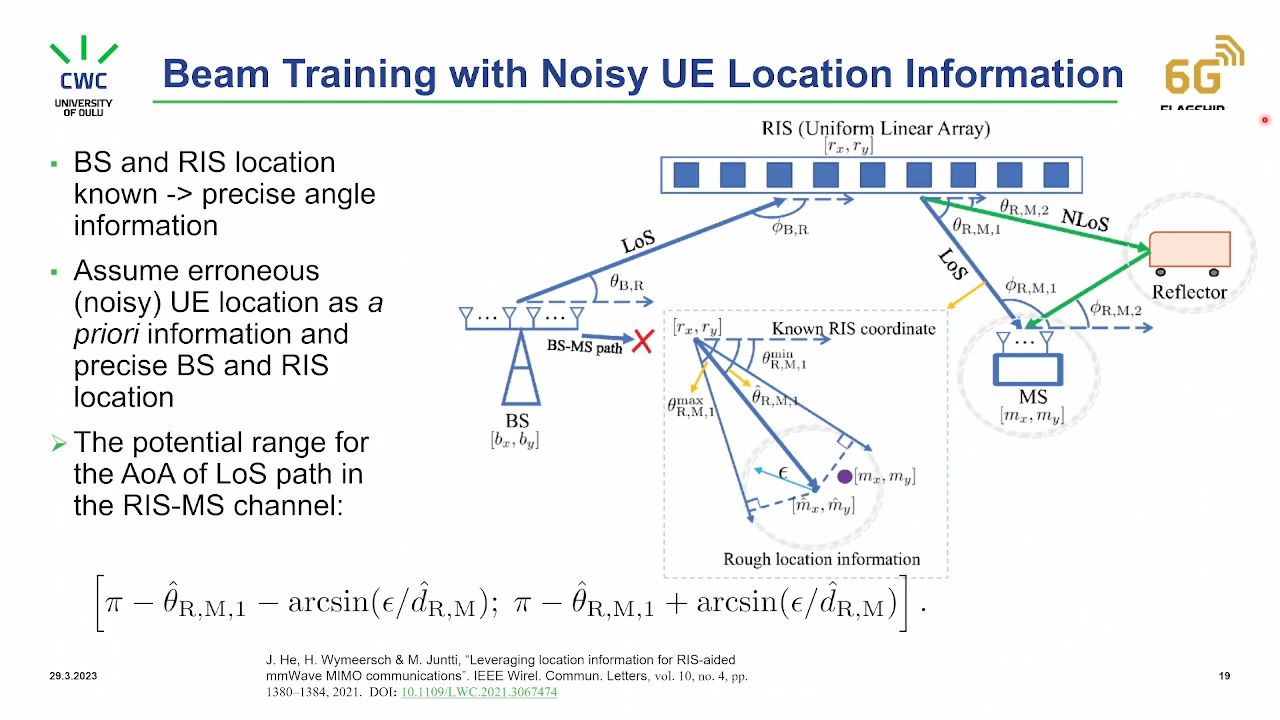 CWC
UNIVERSITY
OF OULU
Beam Training with Noisy UE Location Information
6G
FLAGSHIP
▪ BS and RIS location
known -> precise angle
information
▪ Assume erroneous
(noisy) UE location as a
priori information and
precise BS and RIS
location
➢ The potential range for
the AoA of LoS path in
the RIS-MS channel:
RIS (Uniform Linear Array)
[r_x, r_y]
LoS
ϕ_B,R
θ_B,R
BS-MS path
BS
[b_x, b_y]
θ_R,M,2
NLoS
θ_R,M,1
LoS
Reflector
ϕ_R,M,1
ϕ_R,M,2
MS
[m_x, m_y]
[r_x, r_y]
Known RIS coordinate
θ^min_R,M,1
θ^max_R,M,1
θ̂_R,M,1
ϵ
[m_x, m_y]
[m̂_x, m̂_y]
Rough location information
[π − θ̂_R,M,1 − arcsin(ϵ/d̂_R,M); π − θ̂_R,M,1 + arcsin(ϵ/d̂_R,M)].
J. He, H. Wymeersch & M. Juntti, “Leveraging location information for RIS-aided
mmWave MIMO communications”. IEEE Wirel. Commun. Letters, vol. 10, no. 4, pp.
1380–1384, 2021. DOI: 10.1109/LWC.2021.3067474
29.3.2023
19